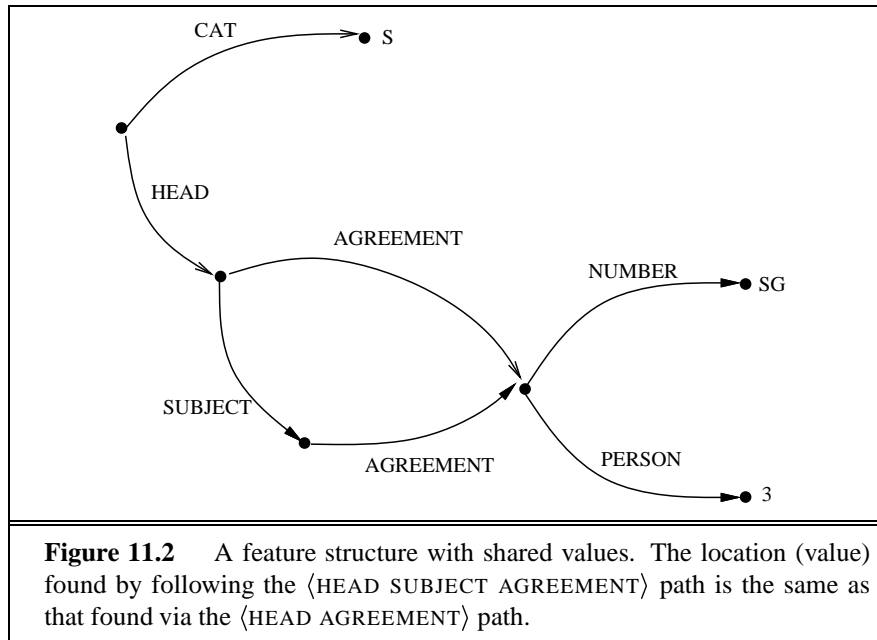 CAT
S
HEAD
AGREEMENT
NUMBER
SG
SUBJECT
AGREEMENT
PERSON
3
Figure 11.2 A feature structure with shared values. The location (value)
found by following the ⟨HEAD SUBJECT AGREEMENT⟩ path is the same as
that found via the ⟨HEAD AGREEMENT⟩ path.